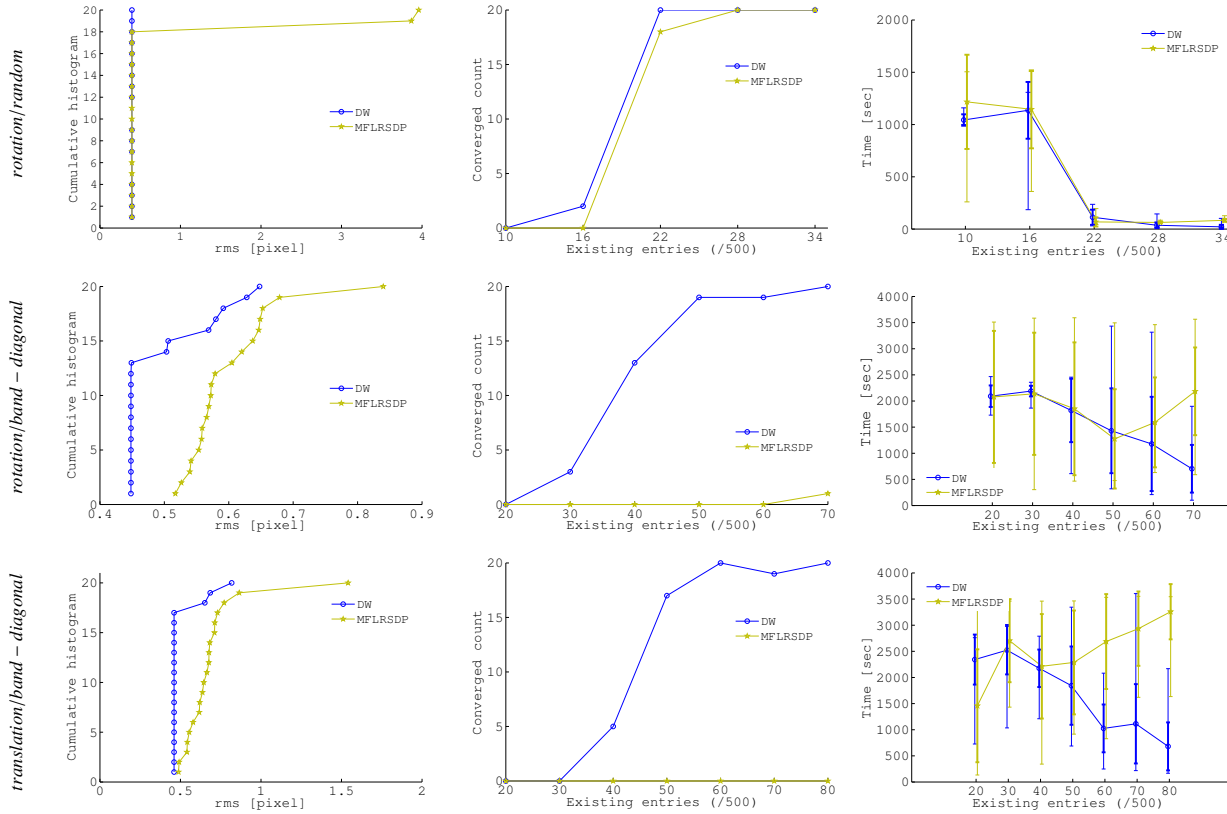 rotation/random
Cumulative histogram
20
18
16
14
12
10
8
6
4
2
0
0 1 2 3 4
rms [pixel]
DW
MFLRSDP
Converged count
20
15
10
5
0
10 16 22 28 34
Existing entries (/500)
DW
MFLRSDP
Time [sec]
2000
1500
1000
500
0
10 16 22 28 34
Existing entries (/500)
DW
MFLRSDP
rotation/band − diagonal
Cumulative histogram
20
15
10
5
0
0.4 0.5 0.6 0.7 0.8 0.9
rms [pixel]
DW
MFLRSDP
Converged count
20
15
10
5
0
20 30 40 50 60 70
Existing entries (/500)
DW
MFLRSDP
Time [sec]
4000
3500
3000
2500
2000
1500
1000
500
0
20 30 40 50 60 70
Existing entries (/500)
DW
MFLRSDP
translation/band − diagonal
Cumulative histogram
20
15
10
5
0
0.5 1 1.5 2
rms [pixel]
DW
MFLRSDP
Converged count
20
15
10
5
0
20 30 40 50 60 70 80
Existing entries (/500)
DW
MFLRSDP
Time [sec]
4000
3500
3000
2500
2000
1500
1000
500
0
20 30 40 50 60 70 80
Existing entries (/500)
DW
MFLRSDP